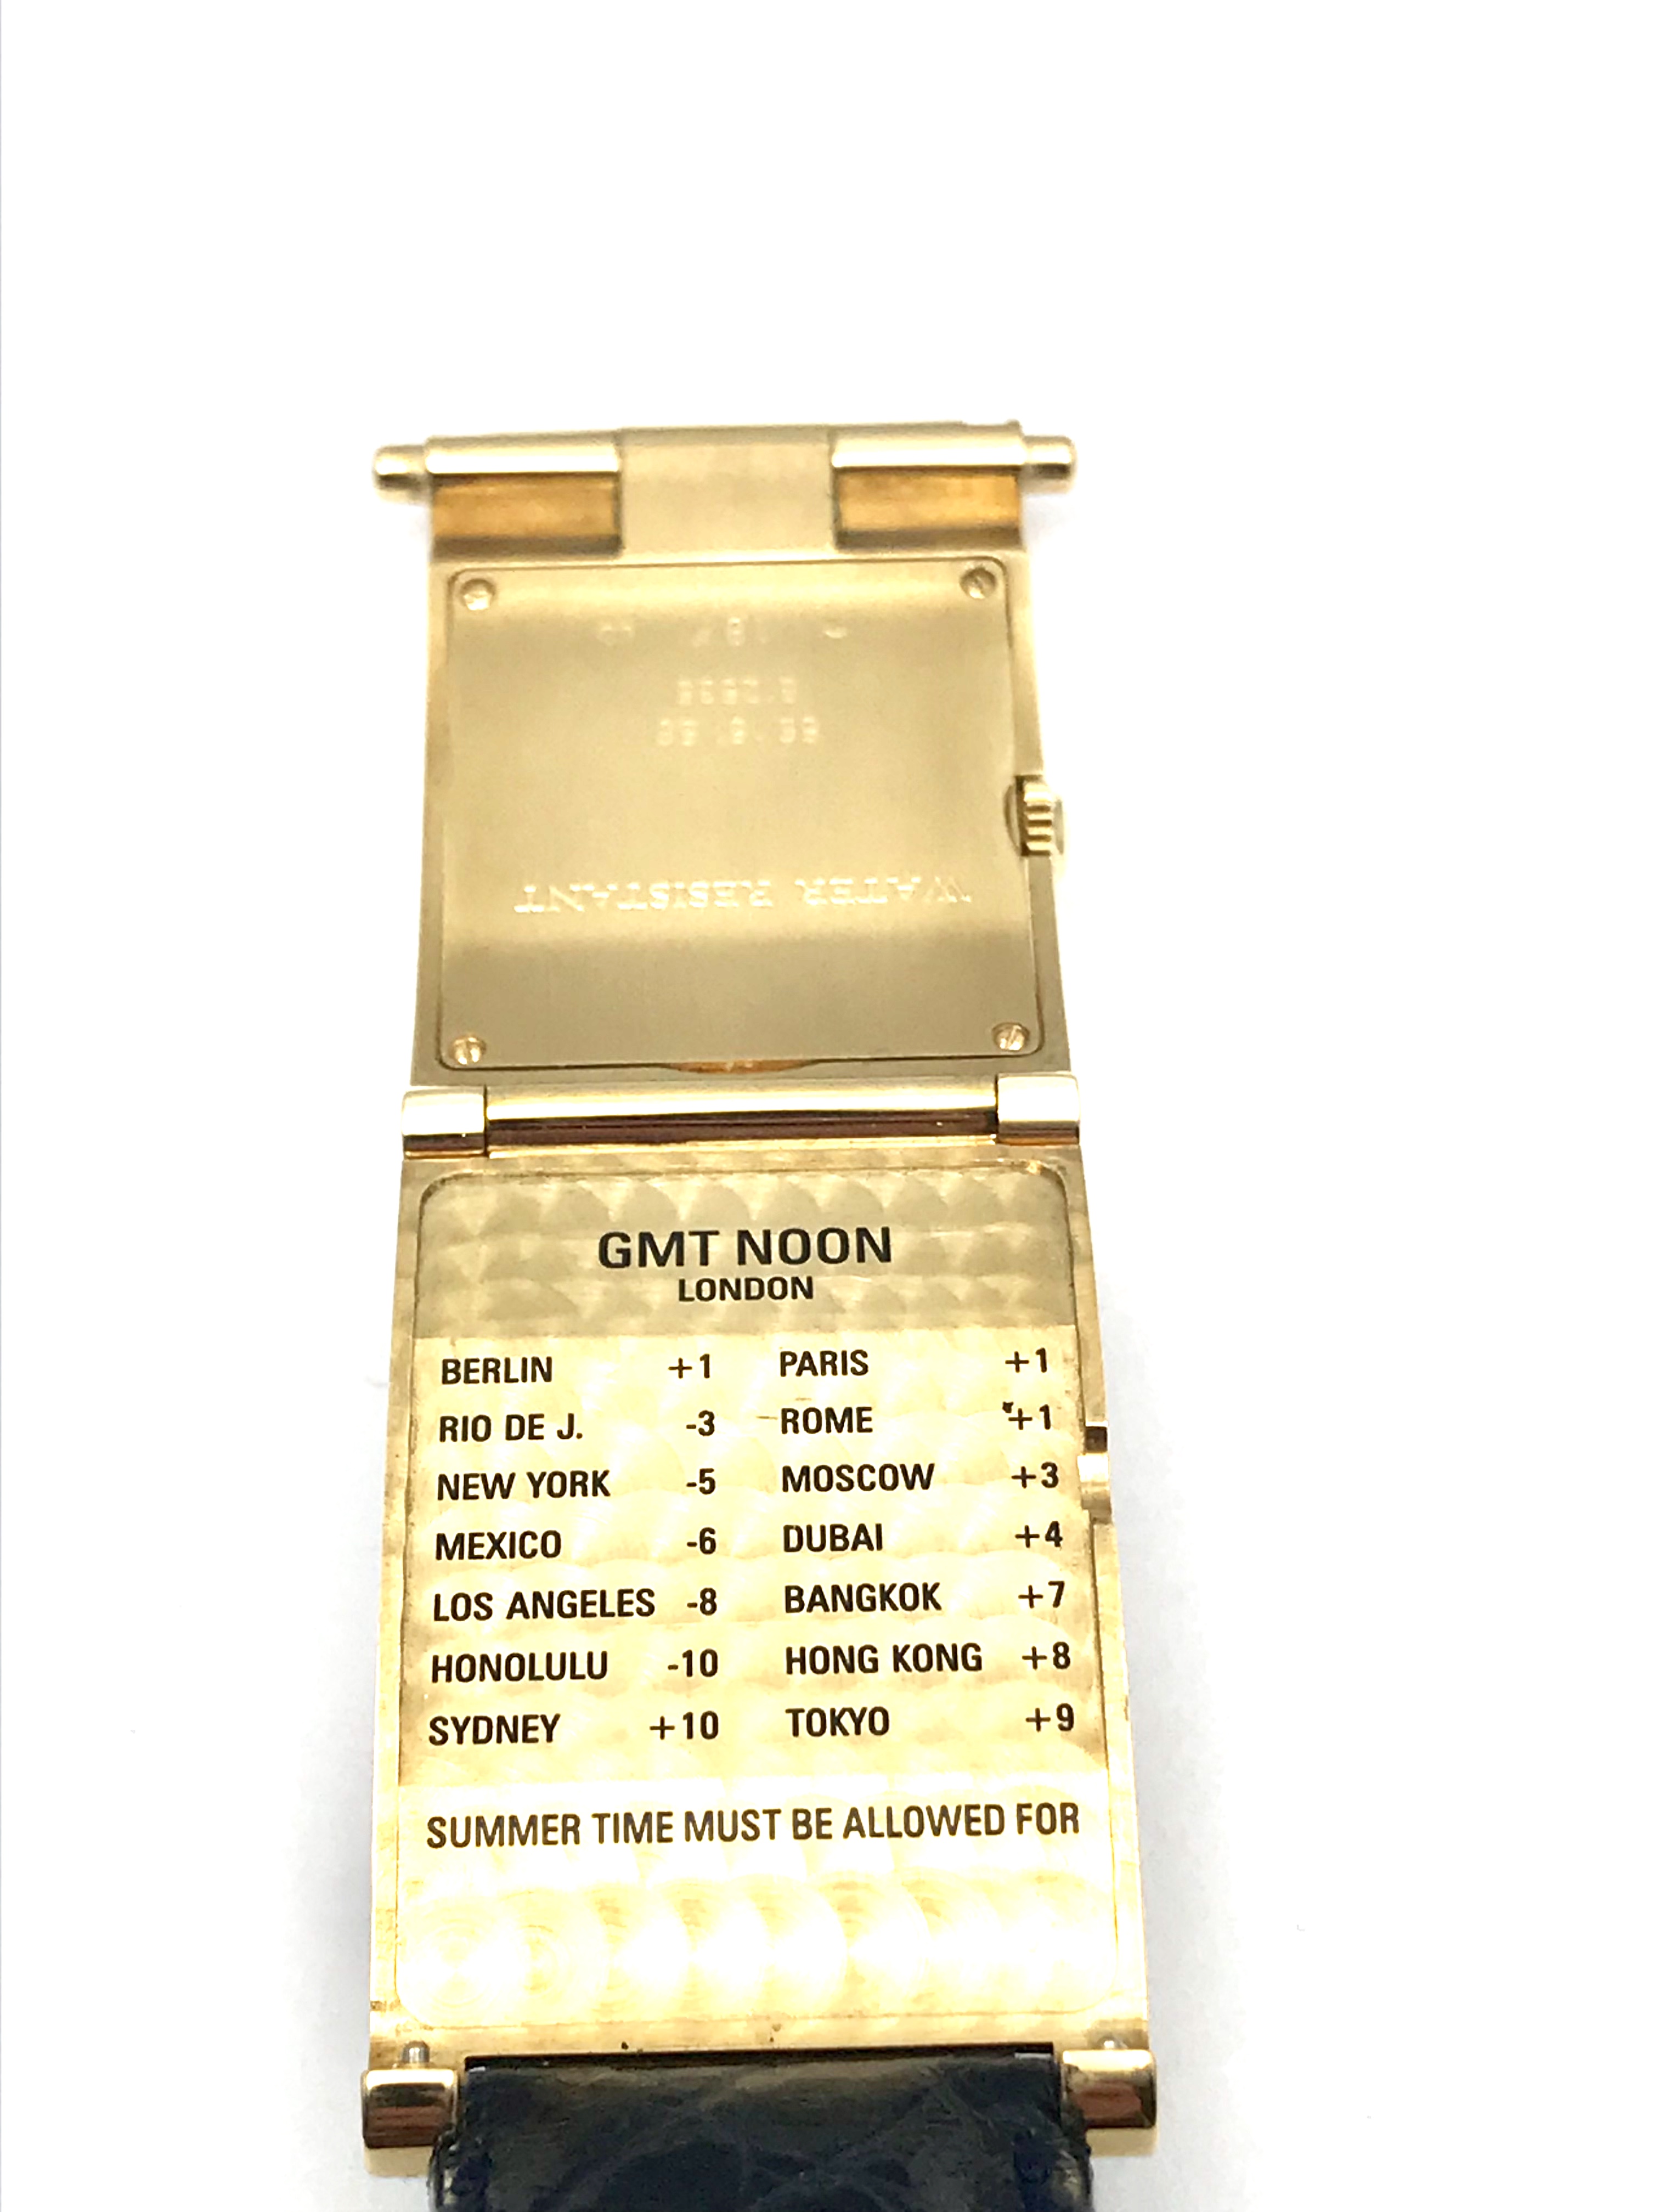 WATER RESISTANT
GMT NOON
LONDON
BERLIN +1 PARIS +1
RIO DE J. -3 ROME +1
NEW YORK -5 MOSCOW +3
MEXICO -6 DUBAI +4
LOS ANGELES -8 BANGKOK +7
HONOLULU -10 HONG KONG +8
SYDNEY +10 TOKYO +9
SUMMER TIME MUST BE ALLOWED FOR